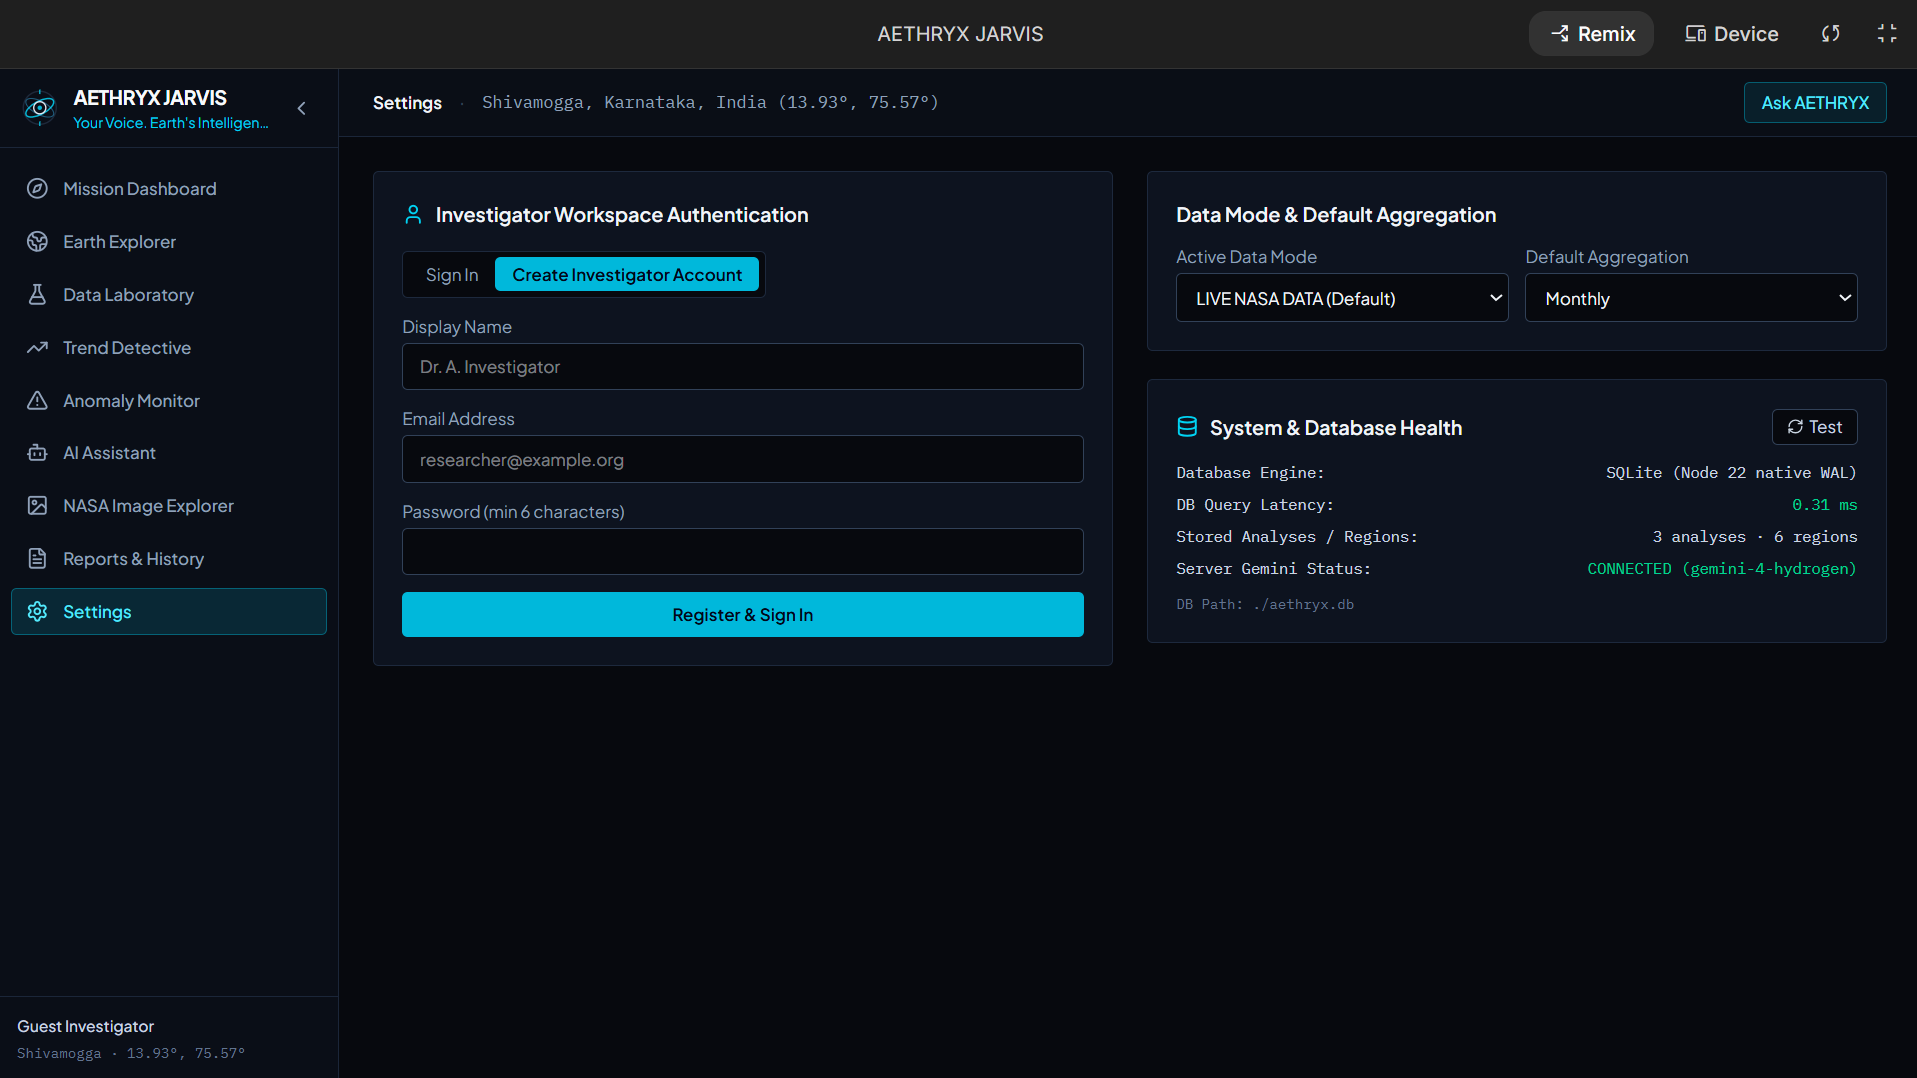 AETHRYX JARVIS
Remix
Device
AETHRYX JARVIS
Your Voice. Earth's Intelligen...
Mission Dashboard
Earth Explorer
Data Laboratory
Trend Detective
Anomaly Monitor
AI Assistant
NASA Image Explorer
Reports & History
Settings
Guest Investigator
Shivamogga · 13.93°, 75.57°
Settings · Shivamogga, Karnataka, India (13.93°, 75.57°)
Ask AETHRYX
Investigator Workspace Authentication
Sign In
Create Investigator Account
Display Name
Dr. A. Investigator
Email Address
researcher@example.org
Password (min 6 characters)
Register & Sign In
Data Mode & Default Aggregation
Active Data Mode
LIVE NASA DATA (Default)
Default Aggregation
Monthly
System & Database Health
Test
Database Engine: SQLite (Node 22 native WAL)
DB Query Latency: 0.31 ms
Stored Analyses / Regions: 3 analyses · 6 regions
Server Gemini Status: CONNECTED (gemini-4-hydrogen)
DB Path: ./aethryx.db